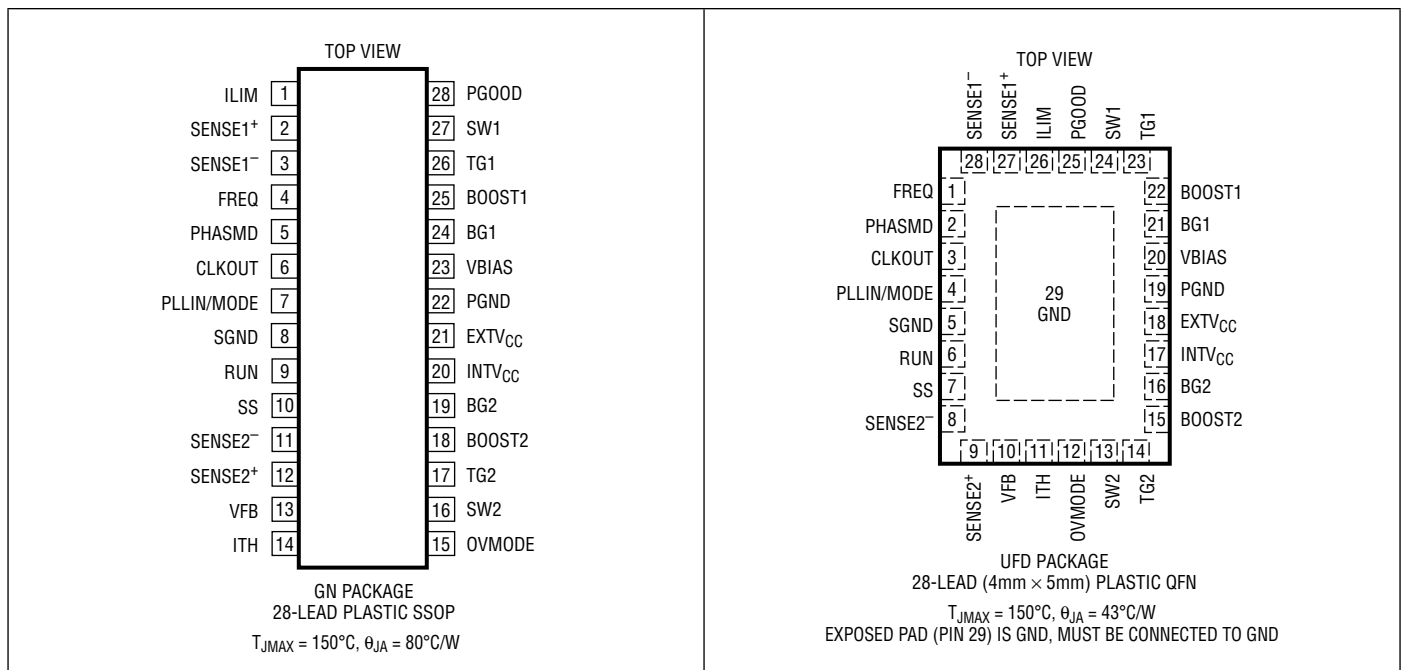 TOP VIEW
ILIM 1 28 PGOOD
SENSE1+ 2 27 SW1
SENSE1– 3 26 TG1
FREQ 4 25 BOOST1
PHASMD 5 24 BG1
CLKOUT 6 23 VBIAS
PLLIN/MODE 7 22 PGND
SGND 8 21 EXTVCC
RUN 9 20 INTVCC
SS 10 19 BG2
SENSE2– 11 18 BOOST2
SENSE2+ 12 17 TG2
VFB 13 16 SW2
ITH 14 15 OVMODE
GN PACKAGE
28-LEAD PLASTIC SSOP
TJMAX = 150°C, θJA = 80°C/W
TOP VIEW
SENSE1– SENSE1+ ILIM PGOOD SW1 TG1
28 27 26 25 24 23
FREQ 1 22 BOOST1
PHASMD 2 21 BG1
CLKOUT 3 20 VBIAS
PLLIN/MODE 4 19 PGND
29
GND
SGND 5 18 EXTVCC
RUN 6 17 INTVCC
SS 7 16 BG2
SENSE2– 8 15 BOOST2
9 10 11 12 13 14
SENSE2+ VFB ITH OVMODE SW2 TG2
UFD PACKAGE
28-LEAD (4mm × 5mm) PLASTIC QFN
TJMAX = 150°C, θJA = 43°C/W
EXPOSED PAD (PIN 29) IS GND, MUST BE CONNECTED TO GND